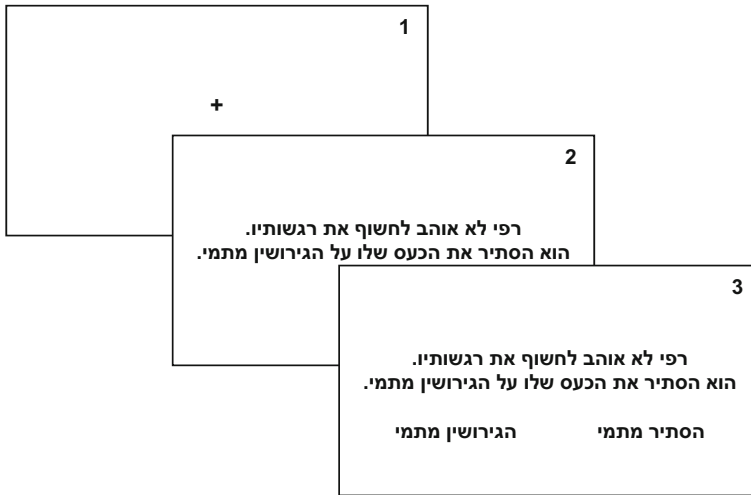 1
+
2
רפי לא אוהב לחשוף את רגשותיו.
הוא הסתיר את הכעס שלו על הגירושין מתמי.
3
רפי לא אוהב לחשוף את רגשותיו.
הוא הסתיר את הכעס שלו על הגירושין מתמי.
הסתיר מתמי הגירושין מתמי